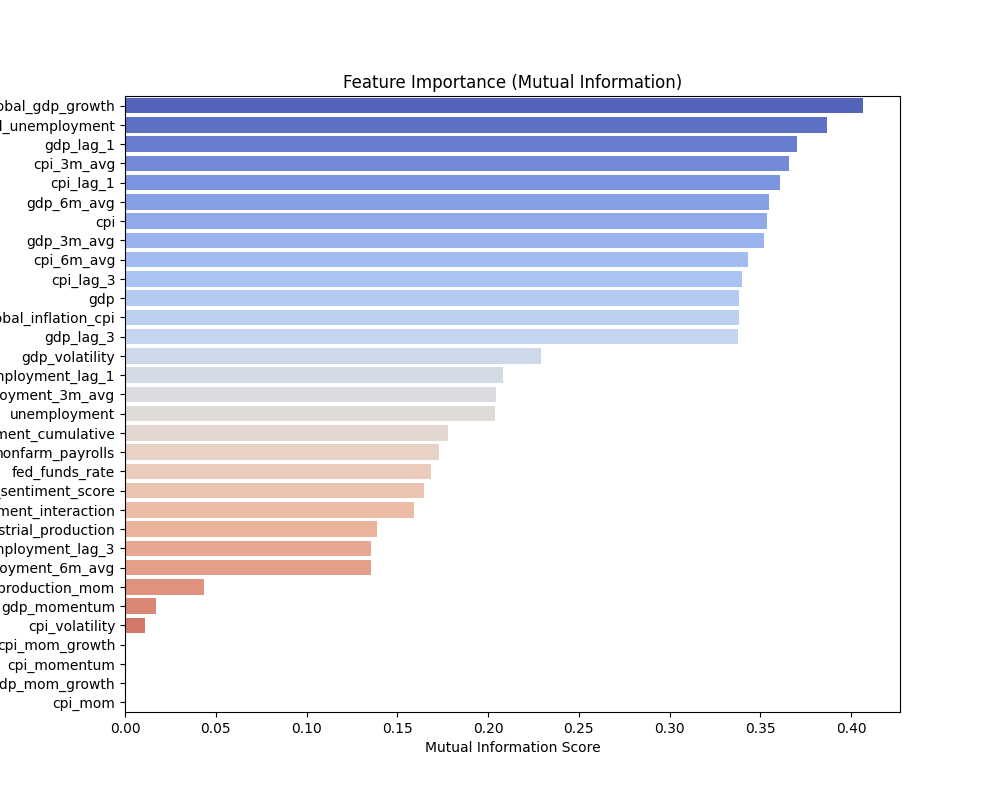 Feature Importance (Mutual Information)
obal_gdp_growth
l_unemployment
gdp_lag_1
cpi_3m_avg
cpi_lag_1
gdp_6m_avg
cpi
gdp_3m_avg
cpi_6m_avg
cpi_lag_3
gdp
obal_inflation_cpi
gdp_lag_3
gdp_volatility
nployment_lag_1
oyment_3m_avg
unemployment
ment_cumulative
nonfarm_payrolls
fed_funds_rate
_sentiment_score
ment_interaction
strial_production
nployment_lag_3
oyment_6m_avg
production_mom
gdp_momentum
cpi_volatility
cpi_mom_growth
cpi_momentum
dp_mom_growth
cpi_mom
0.00 0.05 0.10 0.15 0.20 0.25 0.30 0.35 0.40
Mutual Information Score